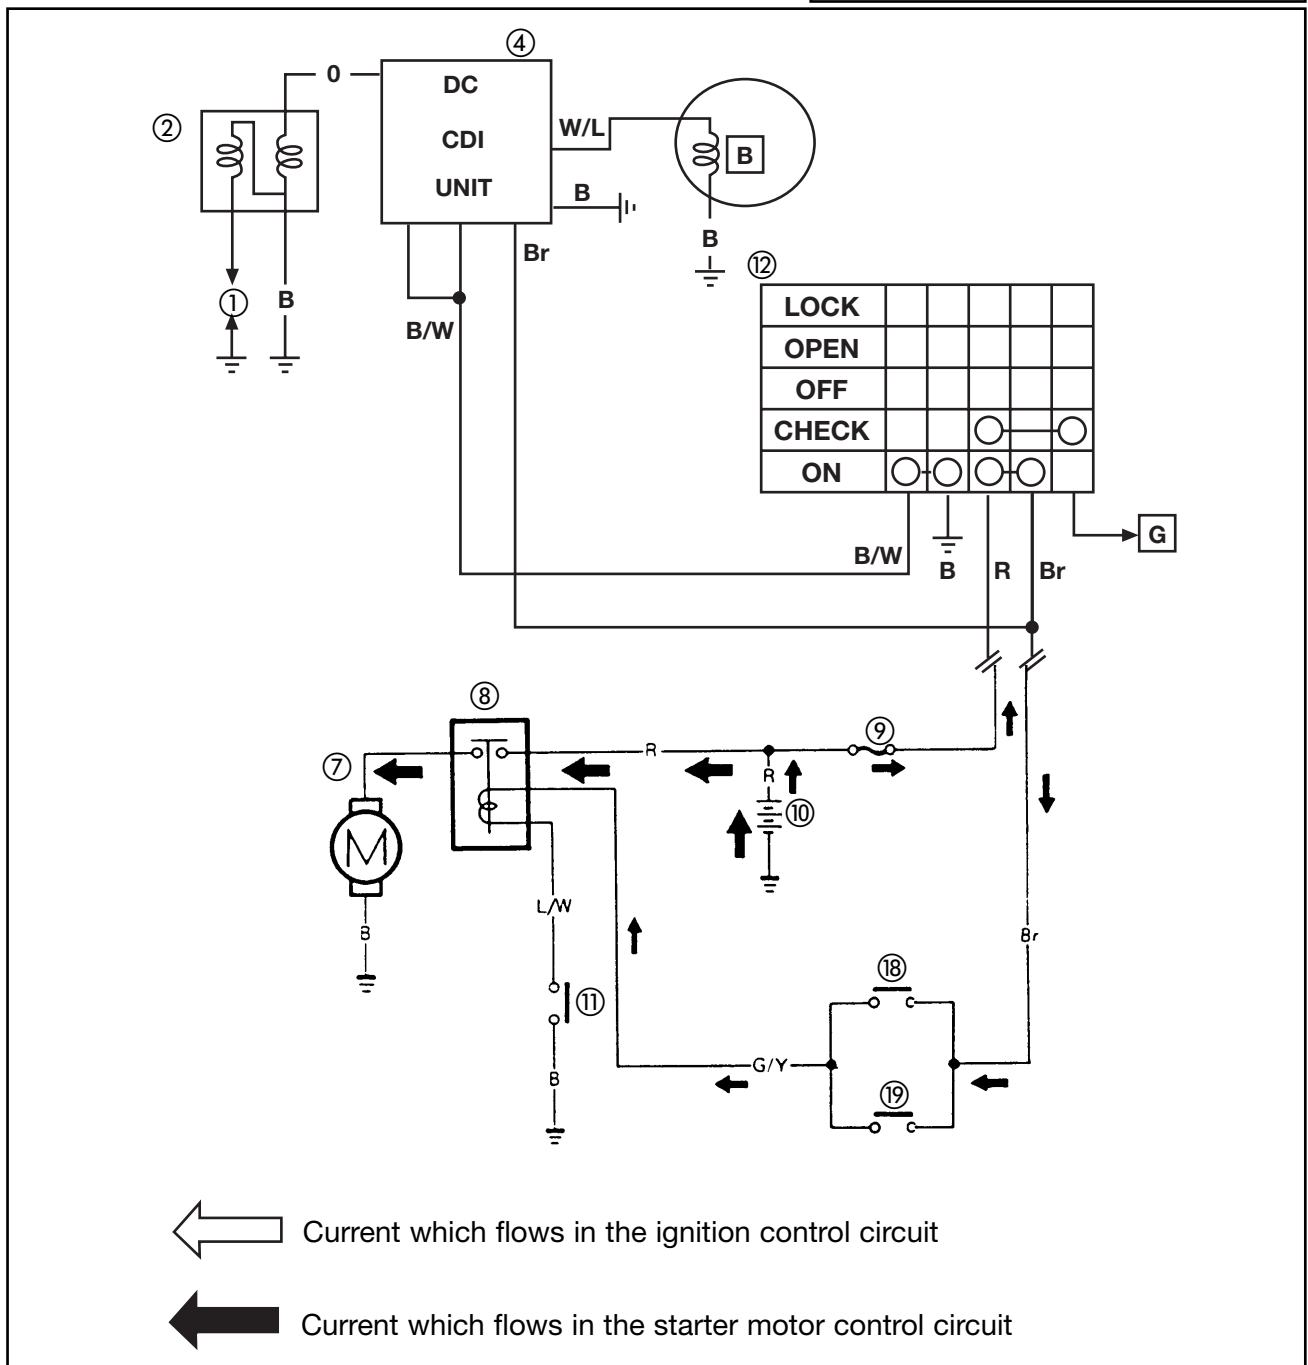 ④
0
DC
②
W/L
CDI
B
UNIT
B
Br
B
⑫
① B
B/W
LOCK
OPEN
OFF
CHECK
ON
G
B/W B R Br
⑧
⑨
⑦
R
R
⑩
L/W
B
Br
⑱
⑪
G/Y
B
⑲
Current which flows in the ignition control circuit
Current which flows in the starter motor control circuit
M